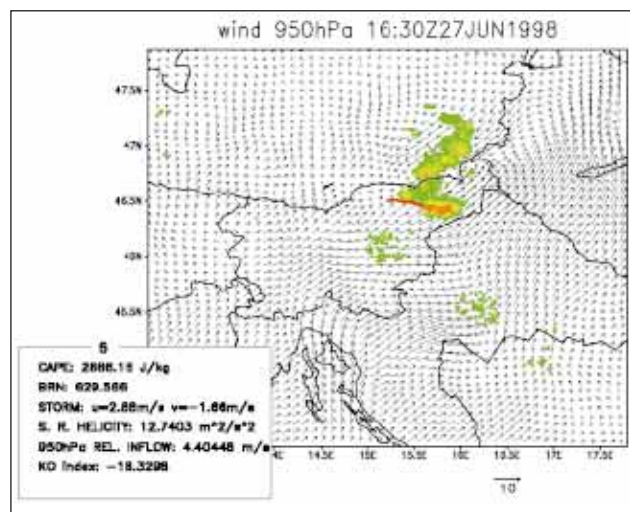 wind 950hPa 16:30Z27JUN1998
47.5N
47N
46.5N
46N
45.5N
5
CAPE: 2888.15 J/kg
BRN: 629.566
STORM: u=2.88m/s v=-1.66m/s
S. R. HELICITY: 12.7403 m^2/s^2
950hPa REL. INFLOW: 4.40448 m/s
KO Index: -18.3298
14.5E 15E 15.5E 16E 16.5E 17E 17.5E
10